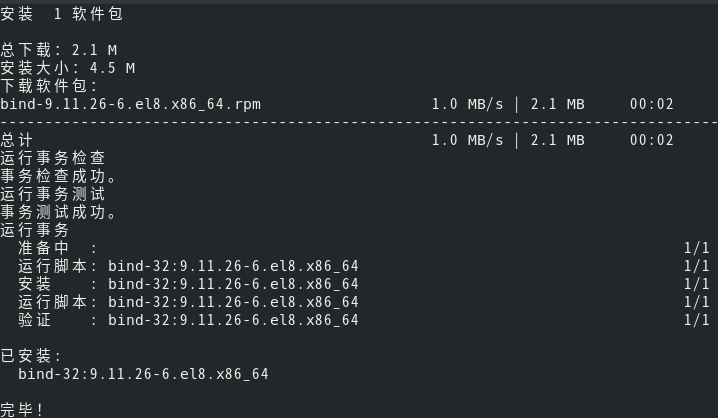 安装  1 软件包

总下载：2.1 M
安装大小：4.5 M
下载软件包：
bind-9.11.26-6.el8.x86_64.rpm                   1.0 MB/s | 2.1 MB     00:02
--------------------------------------------------------------------------------
总计                                            1.0 MB/s | 2.1 MB     00:02
运行事务检查
事务检查成功。
运行事务测试
事务测试成功。
运行事务
  准备中  :                                                                 1/1
  运行脚本: bind-32:9.11.26-6.el8.x86_64                                    1/1
  安装    : bind-32:9.11.26-6.el8.x86_64                                    1/1
  运行脚本: bind-32:9.11.26-6.el8.x86_64                                    1/1
  验证    : bind-32:9.11.26-6.el8.x86_64                                    1/1

已安装:
  bind-32:9.11.26-6.el8.x86_64

完毕！